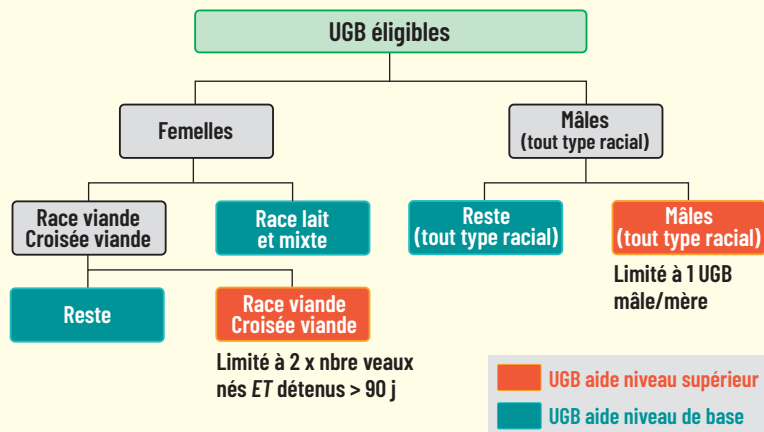 UGB éligibles
Femelles
Mâles
(tout type racial)
Race viande
Croisée viande
Race lait
et mixte
Reste
(tout type racial)
Mâles
(tout type racial)
Limité à 1 UGB
mâle/mère
Reste
Race viande
Croisée viande
Limité à 2 x nbre veaux
nés ET détenus > 90 j
UGB aide niveau supérieur
UGB aide niveau de base